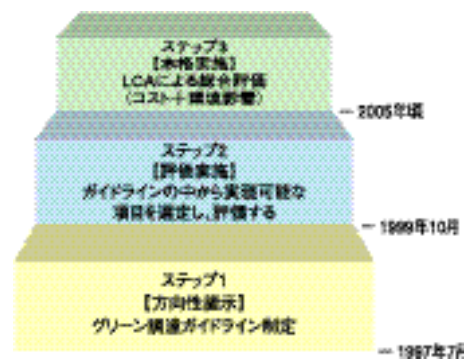 ステップ3
【本格実施】
LCAによる総合評価
(コスト+環境影響)
2005年頃
ステップ2
【評価実施】
ガイドラインの中から実現可能な
項目を選定し、評価する
1999年10月
ステップ1
【方向性提示】
グリーン調達ガイドライン制定
1997年7月